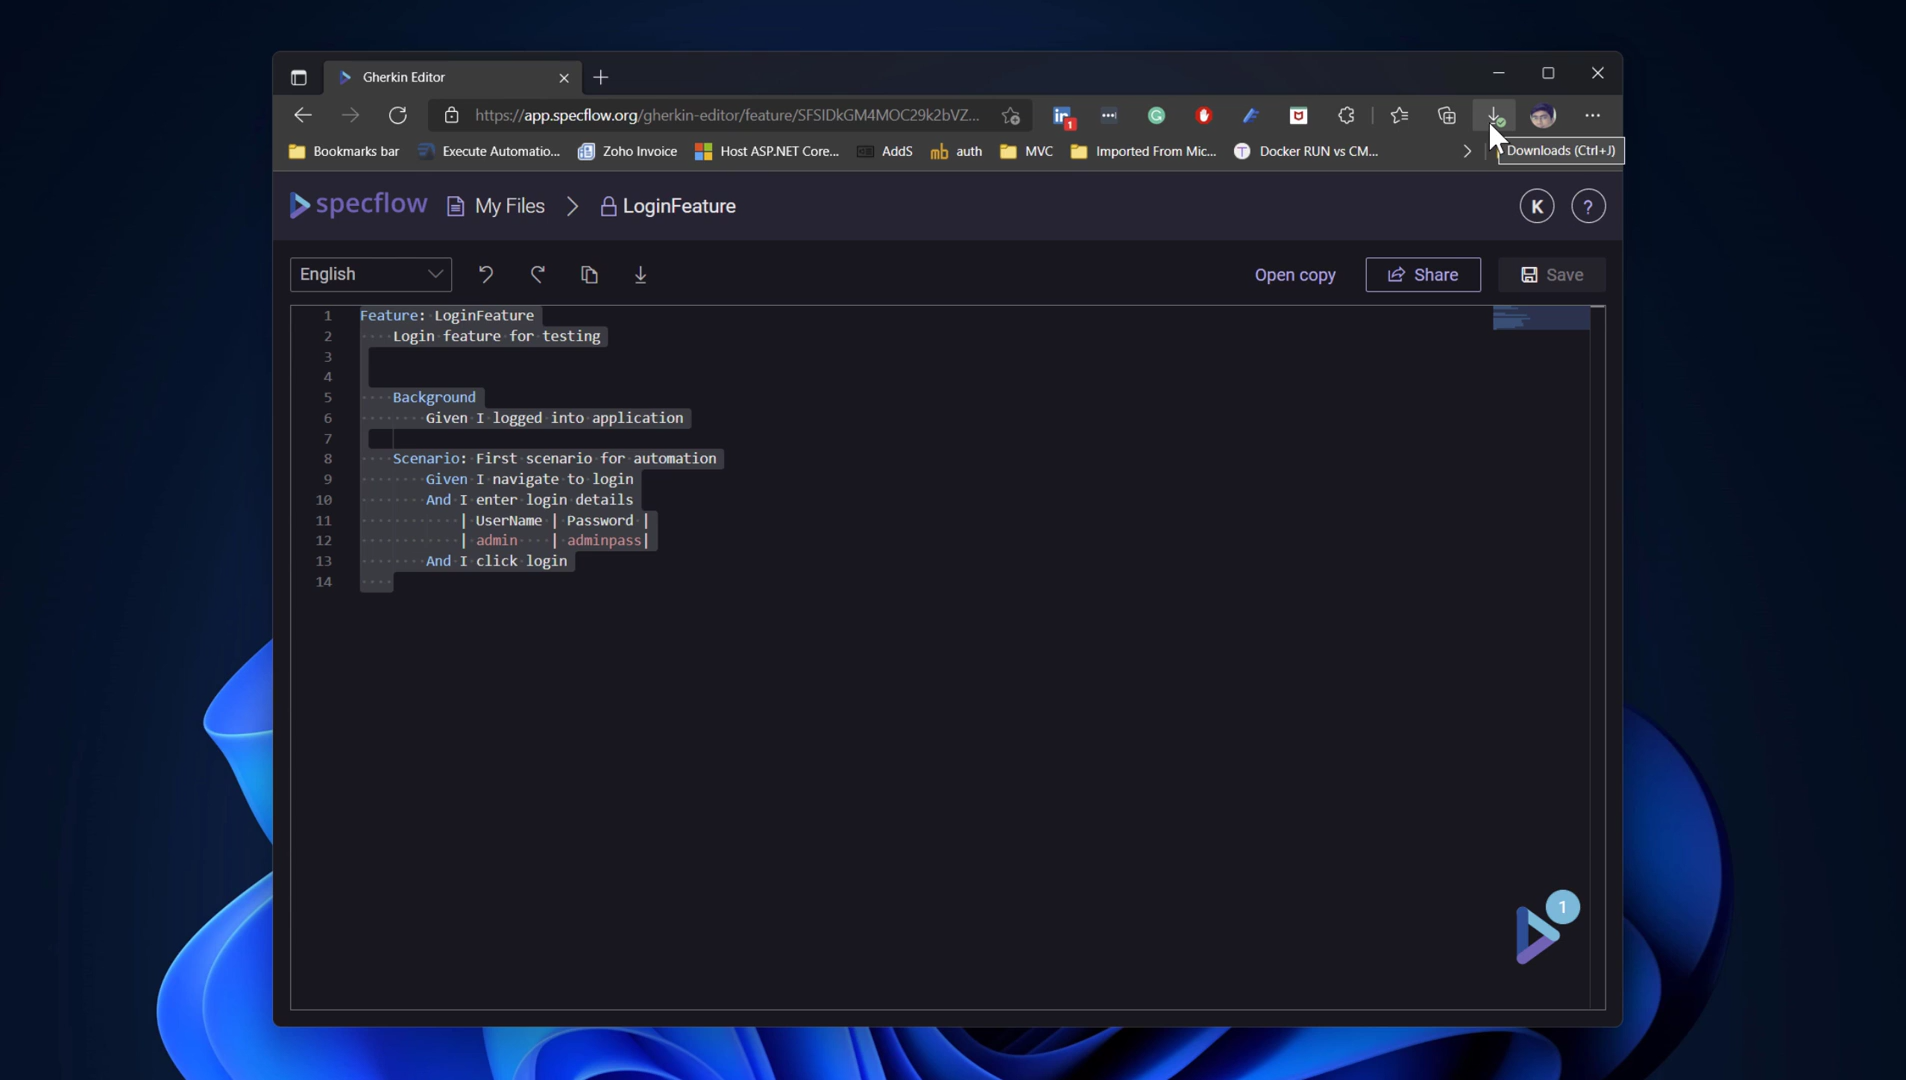 Gherkin Editor
https://app.specflow.org/gherkin-editor/feature/SFSIDkGM4MOC29k2bVZ...
in 1
Bookmarks bar Execute Automatio... Zoho Invoice Host ASP.NET Core... AddS mb auth MVC Imported From Mic... T Docker RUN vs CM... Downloads (Ctrl+J)
specflow My Files LoginFeature K ?
English Open copy Share Save
1 Feature: LoginFeature
2 Login feature for testing
3
4
5 Background
6 Given I logged into application
7
8 Scenario: First scenario for automation
9 Given I navigate to login
10 And I enter login details
11 | UserName | Password |
12 | admin | adminpass|
13 And I click login
14
1